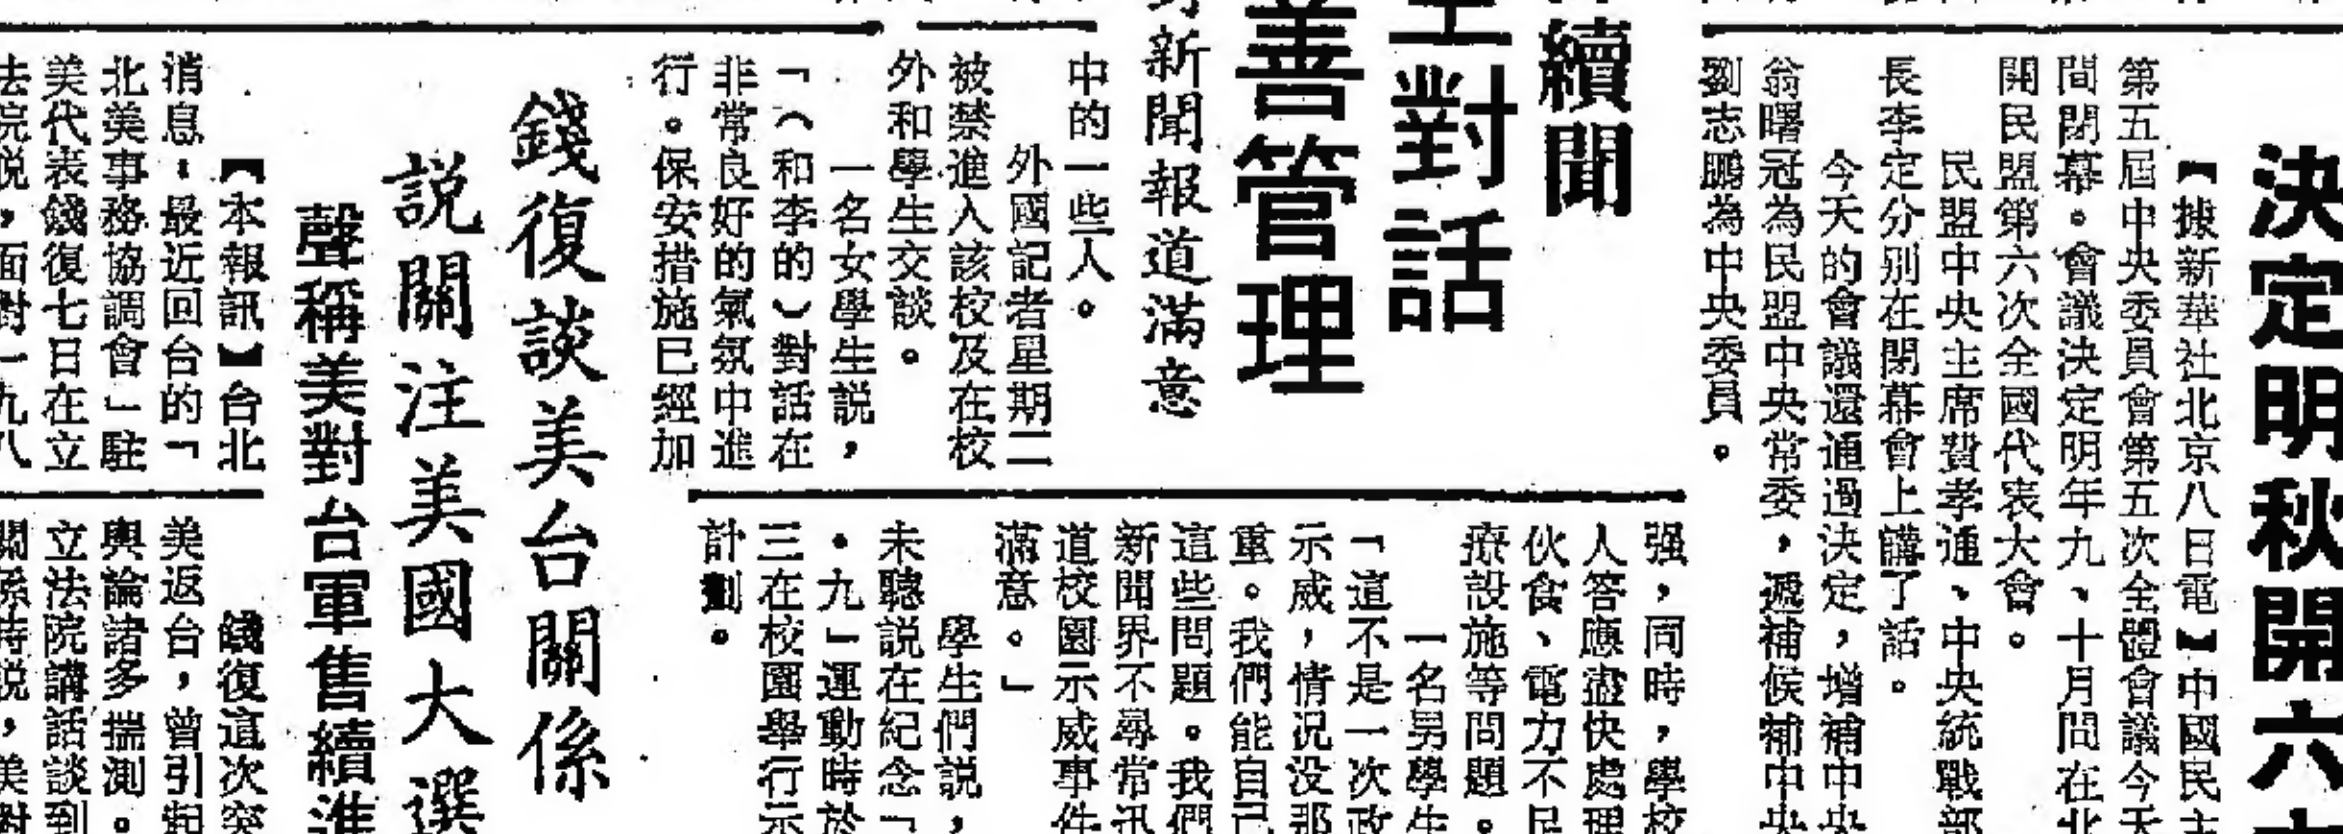 決定明秋開六
【據新華社北京八日電】中國民主
第五屆中央委員會第五次全體會議今天
間閉幕。會議決定明年九、十月間在北
開民盟第六次全國代表大會。
民盟中央主席費孝通、中央統戰部
長李定分别在閉幕會上講了話。
今天的會議還通過決定，增補中央
翁曙冠為民盟中央常委，遞補候補中央
劉志鵬為中央委員。
續聞
對話
善管理
新聞報道滿意
中的一些人。
外國記者星期二
被禁進入該校及在校
外和學生交談。
一名女學生説，
「（和李的）對話在
非常良好的氣氛中進
行。保安措施已經加
强，同時，學校
人答應盡快處理
伙食、電力不足
療設施等問題。
一名男學生
「這不是一次政
示威，情况没那
重。我們能自己
這些問題。我們
新聞界不尋常迅
道校園示威事件
滿意。」
學生們説，
未聽説在紀念「
・九」運動時於
三在校園舉行示
計劃。
錢復談美台關係
説關注美國大選
聲稱美對台軍售續進
【本報訊】台北
消息：最近回台的「
北美事務協調會」駐
美代表錢復七日在立
法院説，面對一九八
錢復這次突
美返台，曾引起
輿論諸多揣測。
立法院講話談到
關係時説，美對